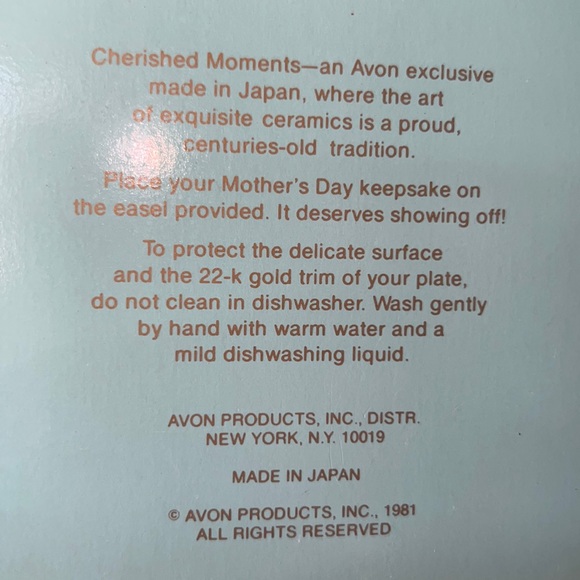 Cherished Moments—an Avon exclusive
made in Japan, where the art
of exquisite ceramics is a proud,
centuries-old tradition.
Place your Mother's Day keepsake on
the easel provided. It deserves showing off!
To protect the delicate surface
and the 22-k gold trim of your plate,
do not clean in dishwasher. Wash gently
by hand with warm water and a
mild dishwashing liquid.
AVON PRODUCTS, INC., DISTR.
NEW YORK, N.Y. 10019
MADE IN JAPAN
© AVON PRODUCTS, INC., 1981
ALL RIGHTS RESERVED